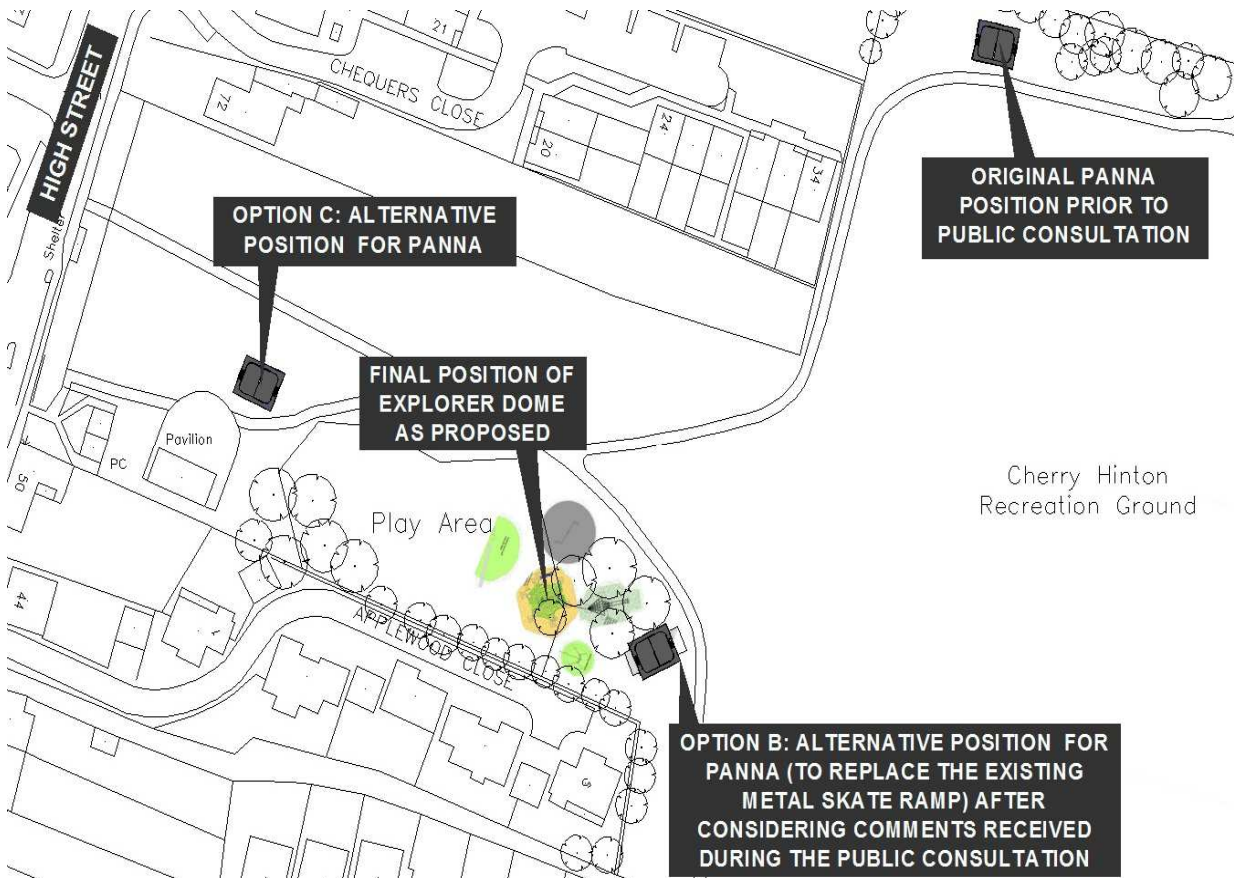 21
CHEQUERS CLOSE
72
HIGH STREET
20
24
34
ORIGINAL PANNA
POSITION PRIOR TO
PUBLIC CONSULTATION
OPTION C: ALTERNATIVE
POSITION FOR PANNA
Shelter
FINAL POSITION OF
EXPLORER DOME
AS PROPOSED
Pavilion
PC
50
Cherry Hinton
Recreation Ground
Play Area
44
1
APPLEWOOD CLOSE
OPTION B: ALTERNATIVE POSITION FOR
PANNA (TO REPLACE THE EXISTING
METAL SKATE RAMP) AFTER
CONSIDERING COMMENTS RECEIVED
DURING THE PUBLIC CONSULTATION